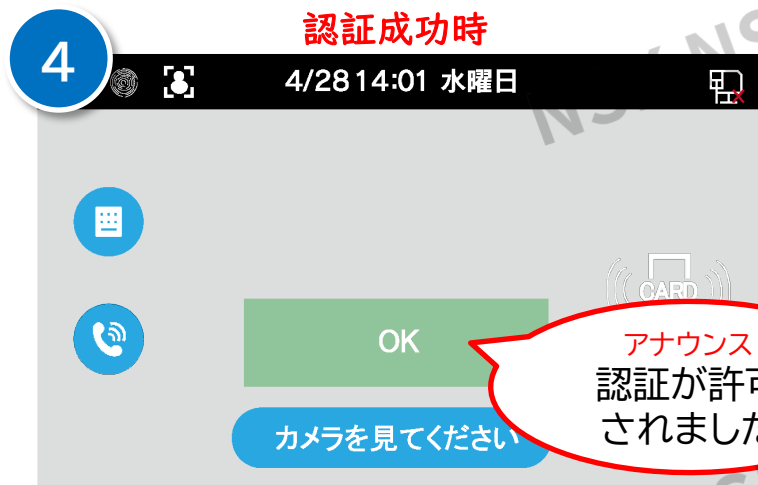 認証成功時
4
4/28 14:01 水曜日
NSK NS
CARD
OK
アナウンス
認証が許可
されました
カメラを見てください